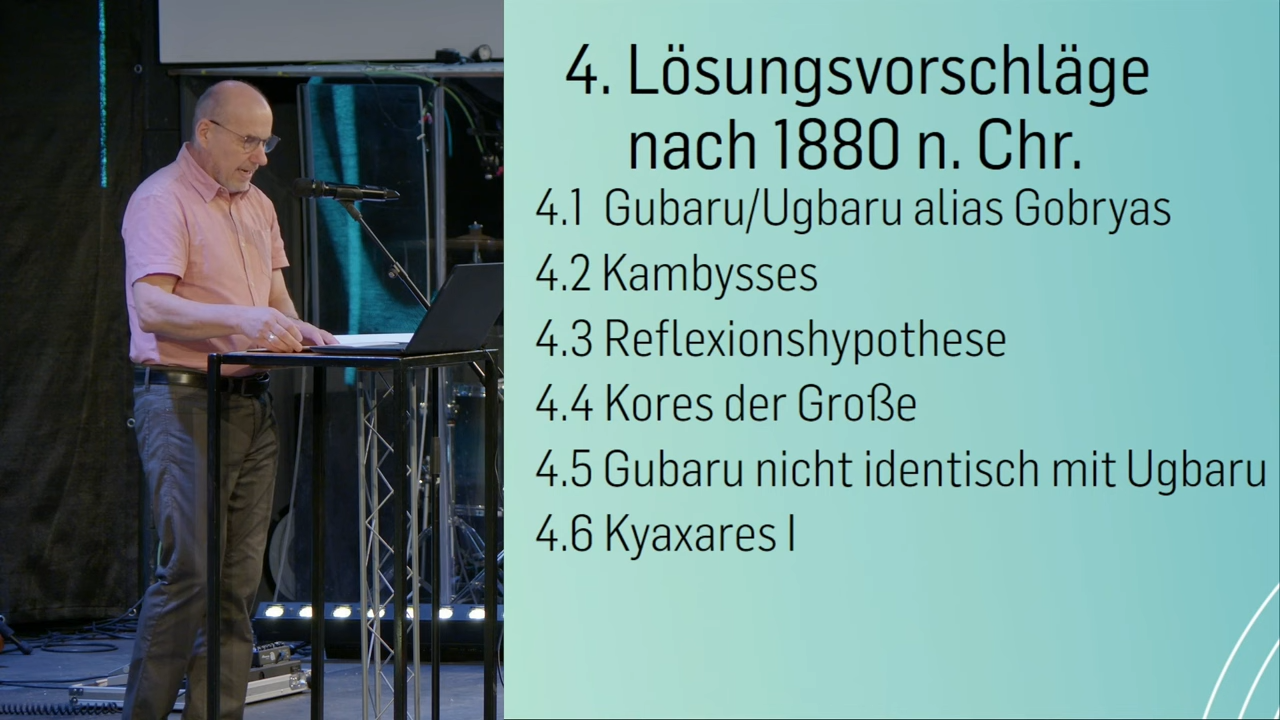 4. Lösungsvorschläge
nach 1880 n. Chr.
4.1 Gubaru/Ugbaru alias Gobryas
4.2 Kambysses
4.3 Reflexionshypothese
4.4 Kores der Große
4.5 Gubaru nicht identisch mit Ugbaru
4.6 Kyaxares I